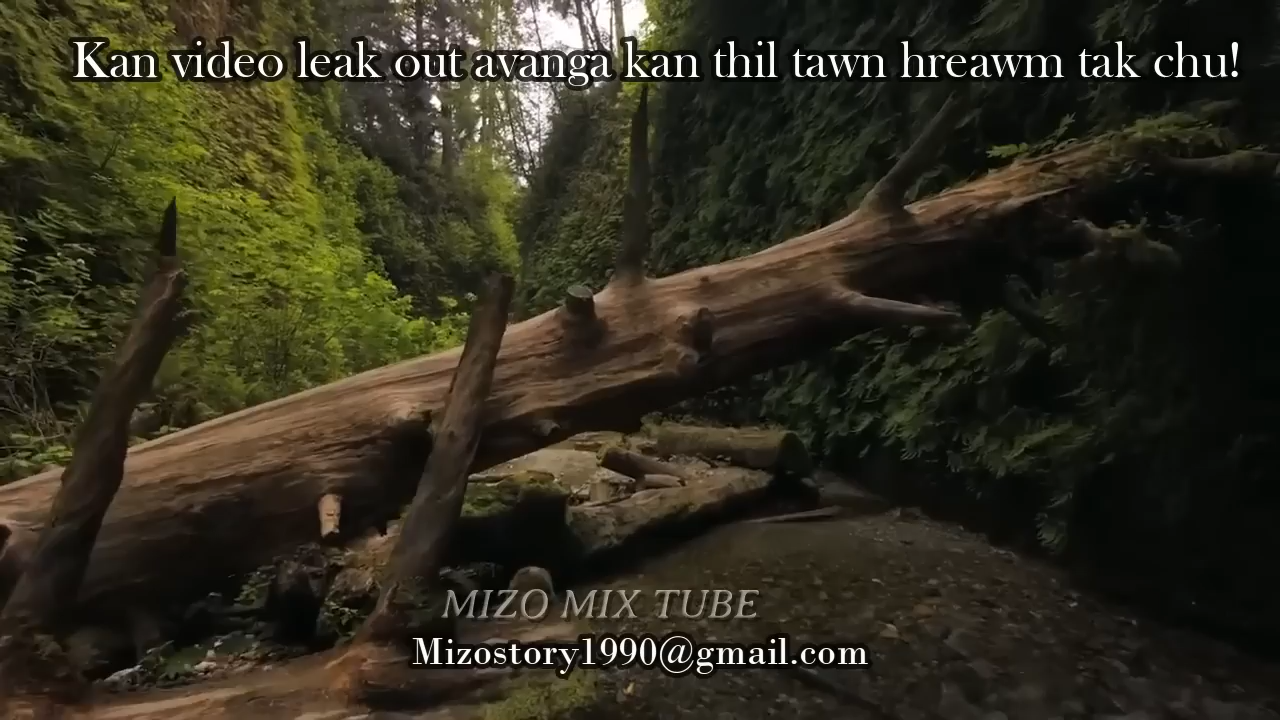 Kan video leak out avanga kan thil tawn hreawm tak chu!
MIZO MIX TUBE
Mizostory1990@gmail.com